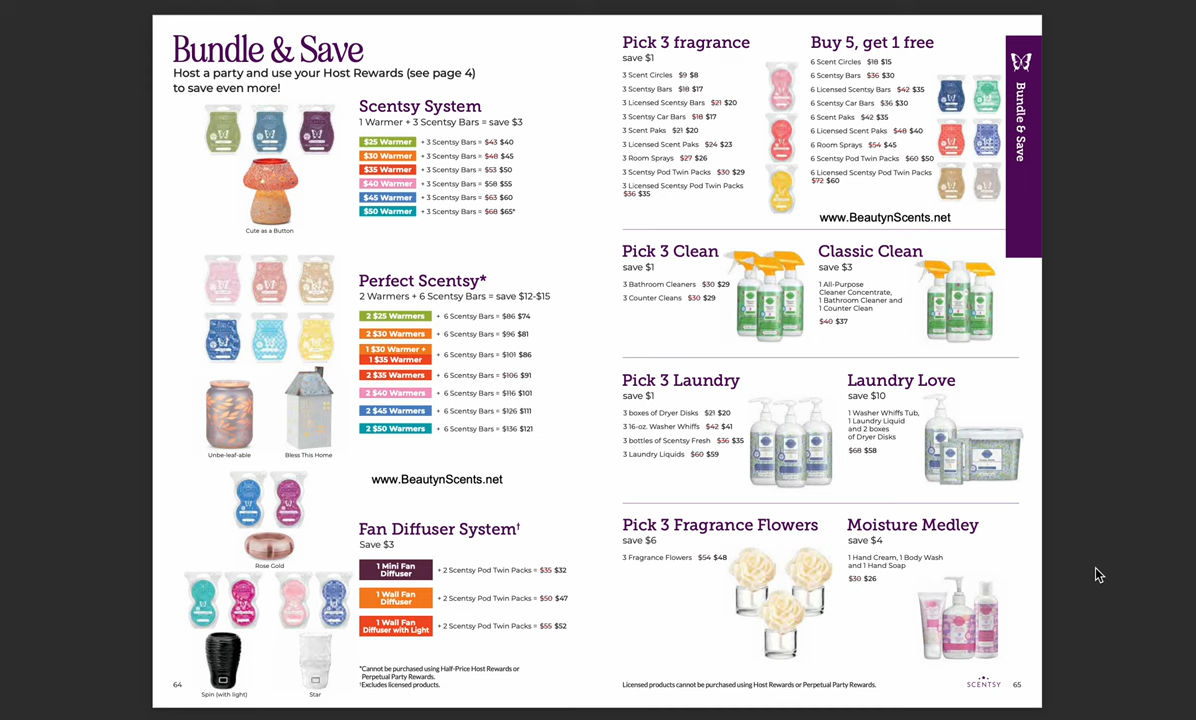 Bundle & Save
Host a party and use your Host Rewards (see page 4)
to save even more!
Scentsy System
1 Warmer + 3 Scentsy Bars = save $3
$25 Warmer + 3 Scentsy Bars = $43 $40
$30 Warmer + 3 Scentsy Bars = $48 $45
$35 Warmer + 3 Scentsy Bars = $53 $50
$40 Warmer + 3 Scentsy Bars = $58 $55
$45 Warmer + 3 Scentsy Bars = $63 $60
$50 Warmer + 3 Scentsy Bars = $68 $65*
Cute as a Button
Perfect Scentsy*
2 Warmers + 6 Scentsy Bars = save $12-$15
2 $25 Warmers + 6 Scentsy Bars = $86 $74
2 $30 Warmers + 6 Scentsy Bars = $96 $81
1 $30 Warmer +
1 $35 Warmer + 6 Scentsy Bars = $101 $86
2 $35 Warmers + 6 Scentsy Bars = $106 $91
2 $40 Warmers + 6 Scentsy Bars = $116 $101
2 $45 Warmers + 6 Scentsy Bars = $126 $111
2 $50 Warmers + 6 Scentsy Bars = $136 $121
Unbe-leaf-able
Bless This Home
www.BeautynScents.net
Fan Diffuser System†
Save $3
Rose Gold
1 Mini Fan
Diffuser + 2 Scentsy Pod Twin Packs = $35 $32
1 Wall Fan
Diffuser + 2 Scentsy Pod Twin Packs = $50 $47
1 Wall Fan
Diffuser with Light + 2 Scentsy Pod Twin Packs = $55 $52
Spin (with light)
Star
*Cannot be purchased using Half-Price Host Rewards or
Perpetual Party Rewards.
†Excludes licensed products.
64
Pick 3 fragrance
save $1
3 Scent Circles $9 $8
3 Scentsy Bars $18 $17
3 Licensed Scentsy Bars $21 $20
3 Scentsy Car Bars $18 $17
3 Scent Paks $21 $20
3 Licensed Scent Paks $24 $23
3 Room Sprays $27 $26
3 Scentsy Pod Twin Packs $30 $29
3 Licensed Scentsy Pod Twin Packs
$36 $35
Buy 5, get 1 free
6 Scent Circles $18 $15
6 Scentsy Bars $36 $30
6 Licensed Scentsy Bars $42 $35
6 Scentsy Car Bars $36 $30
6 Scent Paks $42 $35
6 Licensed Scent Paks $48 $40
6 Room Sprays $54 $45
6 Scentsy Pod Twin Packs $60 $50
6 Licensed Scentsy Pod Twin Packs
$72 $60
www.BeautynScents.net
Bundle & Save
Pick 3 Clean
save $1
3 Bathroom Cleaners $30 $29
3 Counter Cleans $30 $29
Classic Clean
save $3
1 All-Purpose
Cleaner Concentrate,
1 Bathroom Cleaner and
1 Counter Clean
$40 $37
Pick 3 Laundry
save $1
3 boxes of Dryer Disks $21 $20
3 16-oz. Washer Whiffs $42 $41
3 bottles of Scentsy Fresh $36 $35
3 Laundry Liquids $60 $59
Laundry Love
save $10
1 Washer Whiffs Tub,
1 Laundry Liquid
and 2 boxes
of Dryer Disks
$68 $58
Pick 3 Fragrance Flowers
save $6
3 Fragrance Flowers $54 $48
Moisture Medley
save $4
1 Hand Cream, 1 Body Wash
and 1 Hand Soap
$30 $26
Licensed products cannot be purchased using Host Rewards or Perpetual Party Rewards.
SCENTSY
65